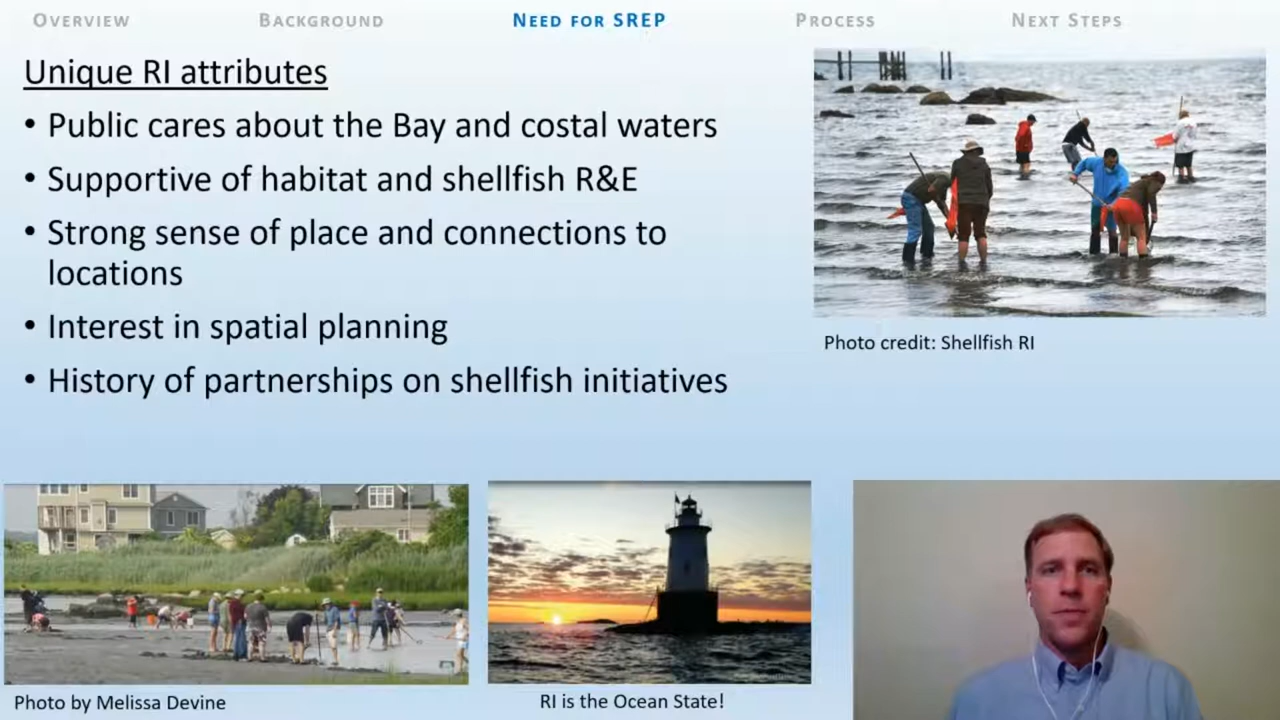 OVERVIEW BACKGROUND NEED FOR SREP PROCESS NEXT STEPS
Unique RI attributes
• Public cares about the Bay and costal waters
• Supportive of habitat and shellfish R&E
• Strong sense of place and connections to
locations
• Interest in spatial planning
• History of partnerships on shellfish initiatives
Photo credit: Shellfish RI
Photo by Melissa Devine
RI is the Ocean State!